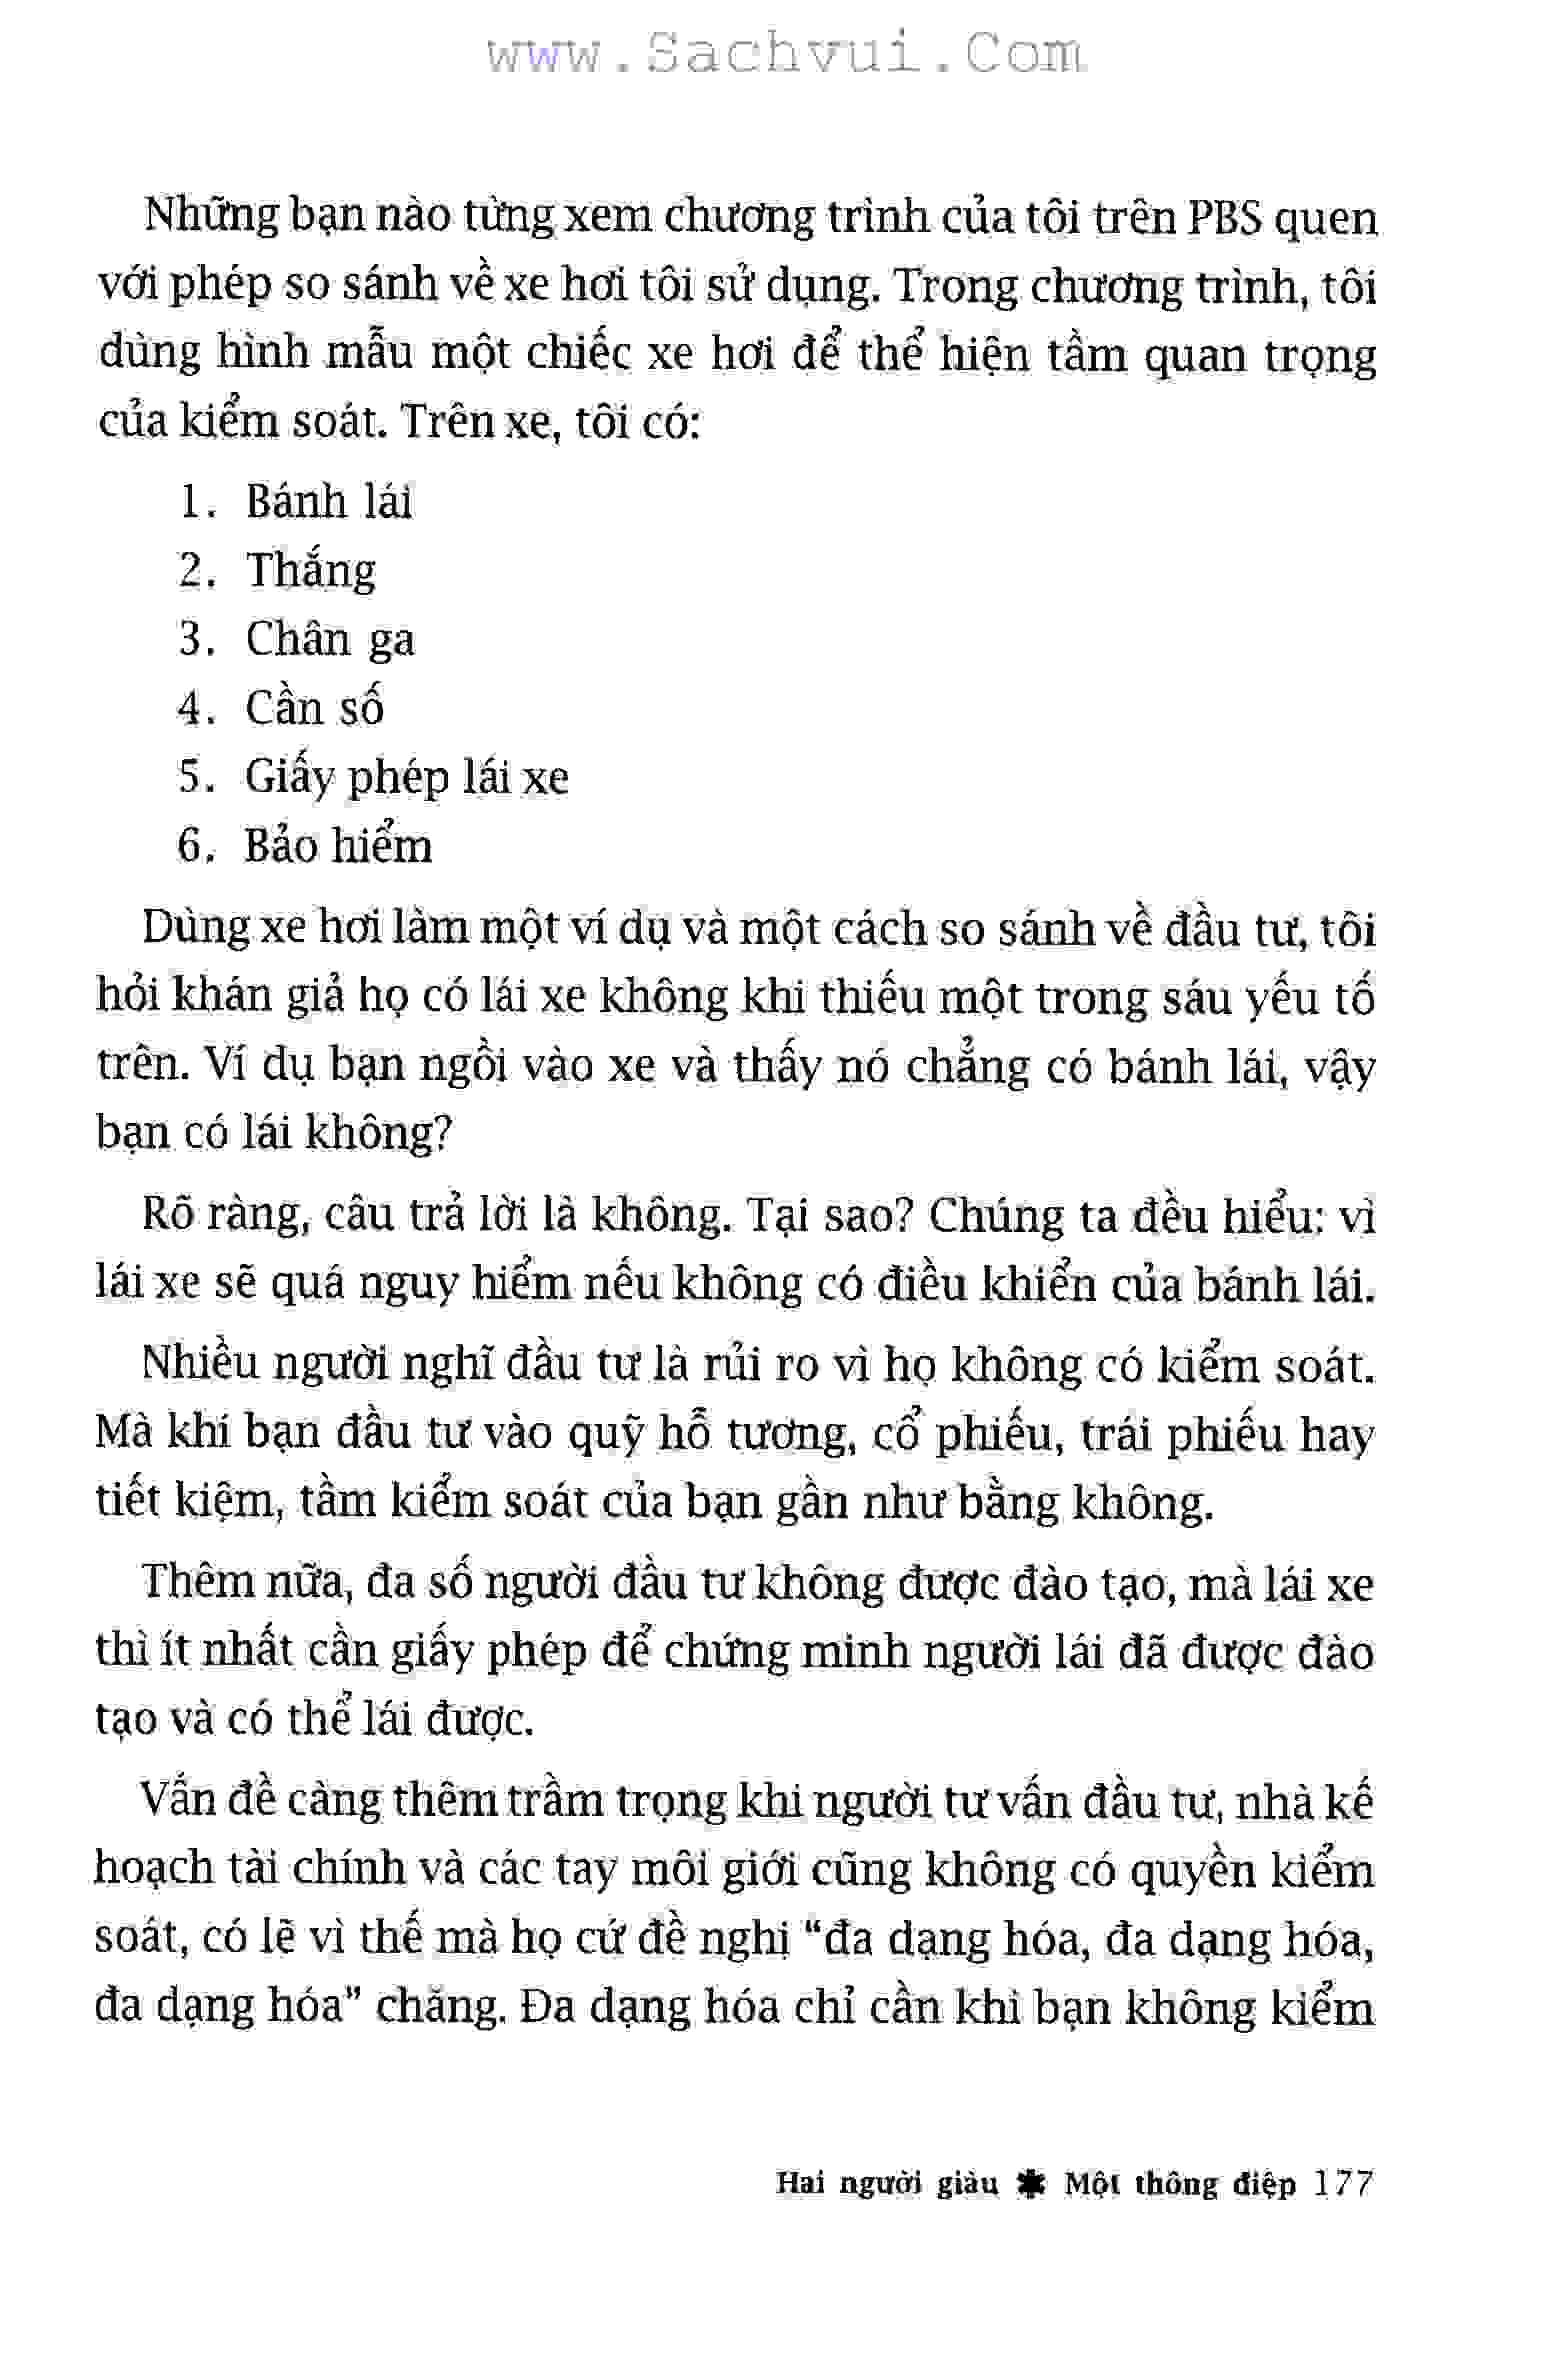 www.Sachvui.Com
Những bạn nào từng xem chương trình của tôi trên PBS quen
với phép so sánh về xe hơi tôi sử dụng. Trong chương trình, tôi
dùng hình mẫu một chiếc xe hơi để thể hiện tầm quan trọng
của kiểm soát. Trên xe, tôi có:
1. Bánh lái
2. Thắng
3. Chân ga
4. Cần số
5. Giấy phép lái xe
6. Bảo hiểm
Dùng xe hơi làm một ví dụ và một cách so sánh về đầu tư, tôi
hỏi khán giả họ có lái xe không khi thiếu một trong sáu yếu tố
trên. Ví dụ bạn ngồi vào xe và thấy nó chẳng có bánh lái, vậy
bạn có lái không?
Rõ ràng, câu trả lời là không. Tại sao? Chúng ta đều hiểu: vì
lái xe sẽ quá nguy hiểm nếu không có điều khiển của bánh lái.
Nhiều người nghĩ đầu tư là rủi ro vì họ không có kiểm soát.
Mà khi bạn đầu tư vào quỹ hỗ tương, cổ phiếu, trái phiếu hay
tiết kiệm, tầm kiểm soát của bạn gần như bằng không.
Thêm nữa, đa số người đầu tư không được đào tạo, mà lái xe
thì ít nhất cần giấy phép để chứng minh người lái đã được đào
tạo và có thể lái được.
Vấn đề càng thêm trầm trọng khi người tư vấn đầu tư, nhà kế
hoạch tài chính và các tay môi giới cũng không có quyền kiểm
soát, có lẽ vì thế mà họ cứ đề nghị “đa dạng hóa, đa dạng hóa,
đa dạng hóa” chăng. Đa dạng hóa chỉ cần khi bạn không kiểm
Hai người giàu ✱ Một thông điệp 177